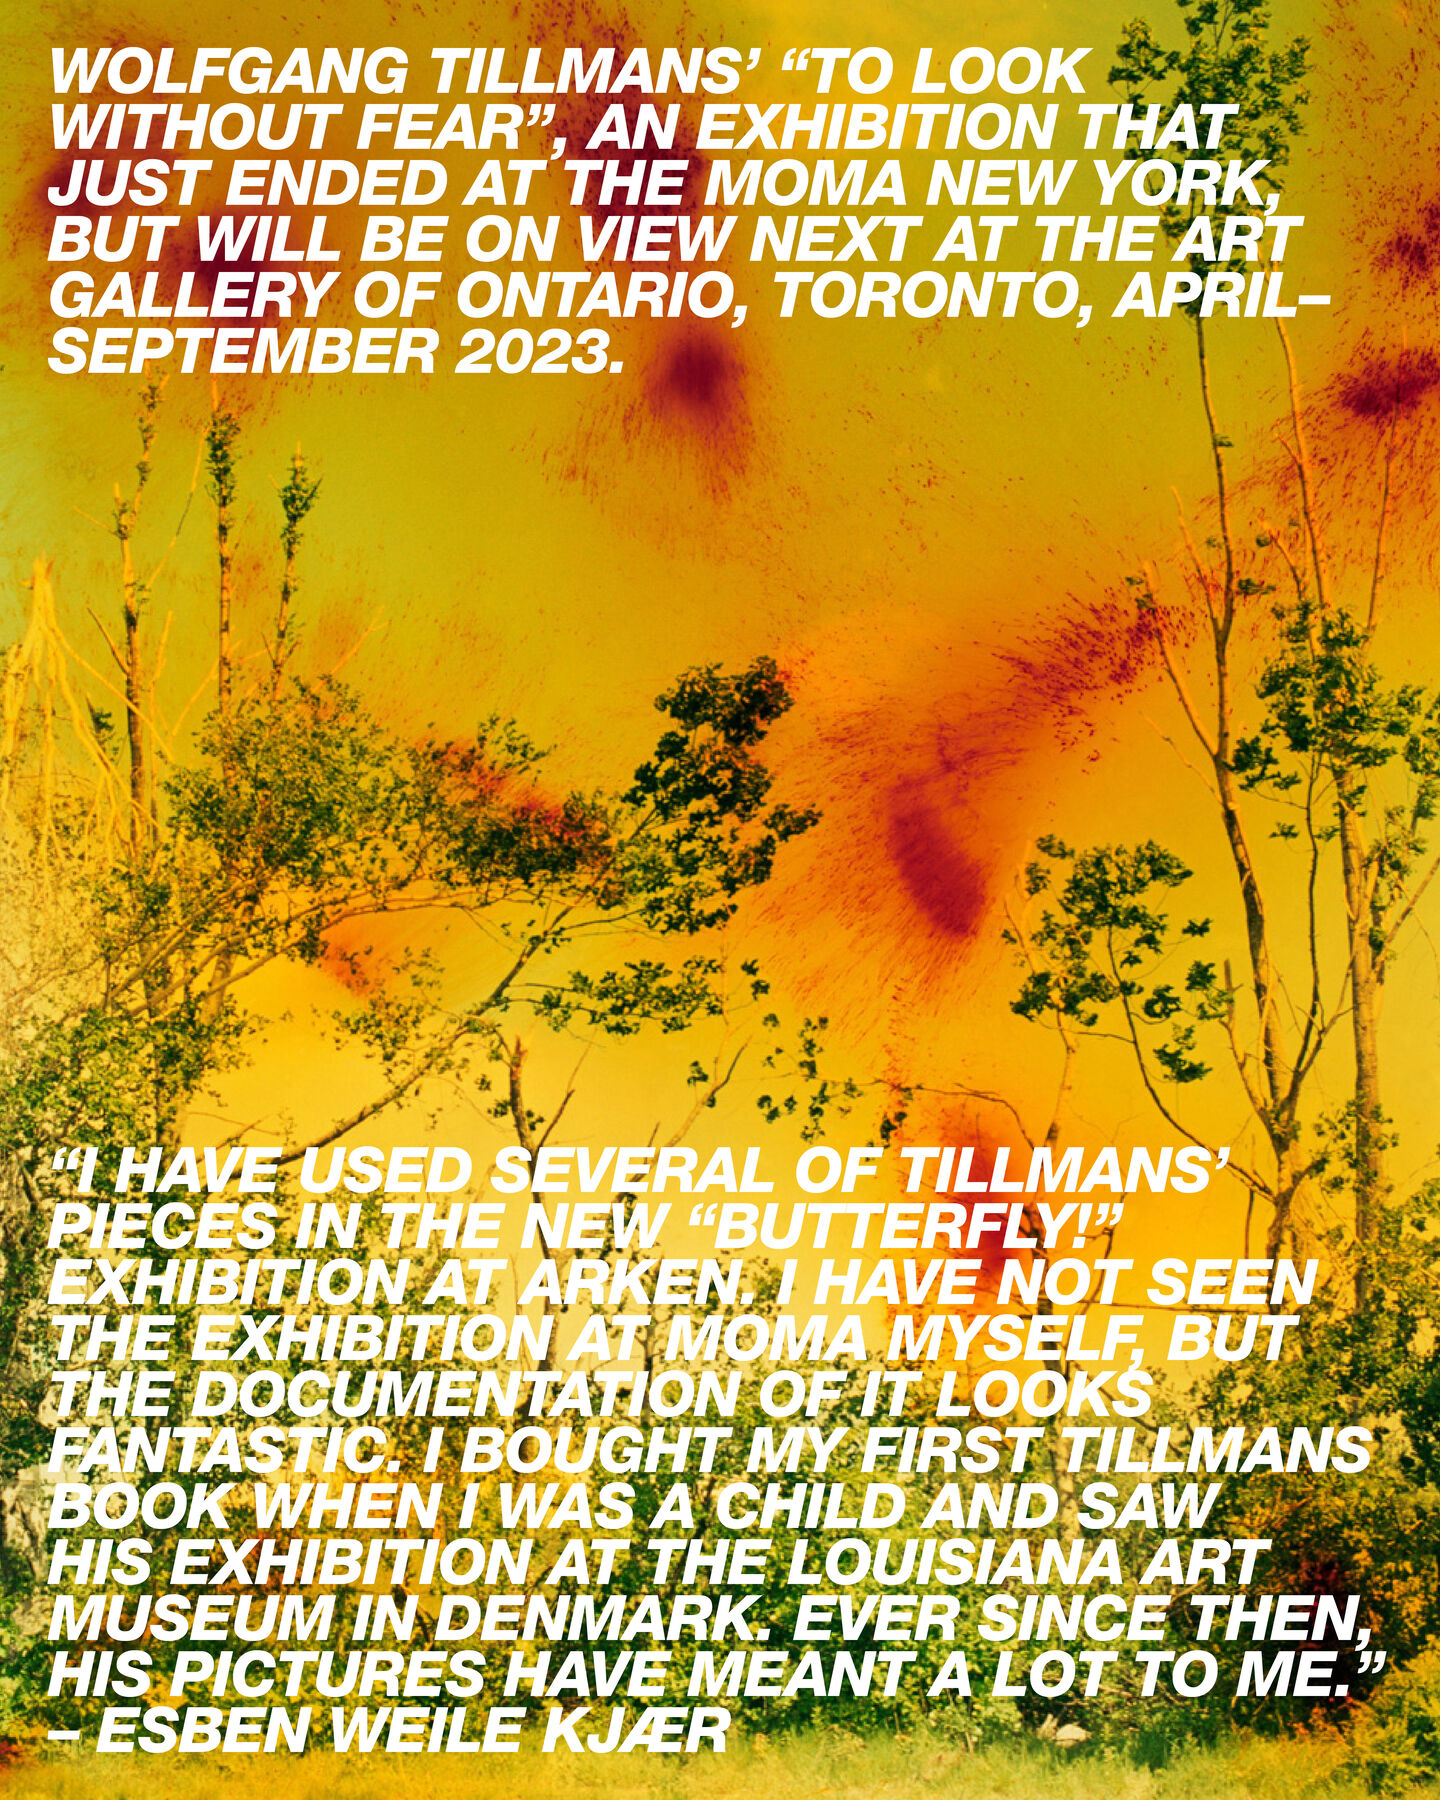 WOLFGANG TILLMANS’ “TO LOOK
WITHOUT FEAR”, AN EXHIBITION THAT
JUST ENDED AT THE MOMA NEW YORK,
BUT WILL BE ON VIEW NEXT AT THE ART
GALLERY OF ONTARIO, TORONTO, APRIL–
SEPTEMBER 2023.
“I HAVE USED SEVERAL OF TILLMANS’
PIECES IN THE NEW “BUTTERFLY!”
EXHIBITION AT ARKEN. I HAVE NOT SEEN
THE EXHIBITION AT MOMA MYSELF, BUT
THE DOCUMENTATION OF IT LOOKS
FANTASTIC. I BOUGHT MY FIRST TILLMANS
BOOK WHEN I WAS A CHILD AND SAW
HIS EXHIBITION AT THE LOUISIANA ART
MUSEUM IN DENMARK. EVER SINCE THEN,
HIS PICTURES HAVE MEANT A LOT TO ME.”
– ESBEN WEILE KJÆR